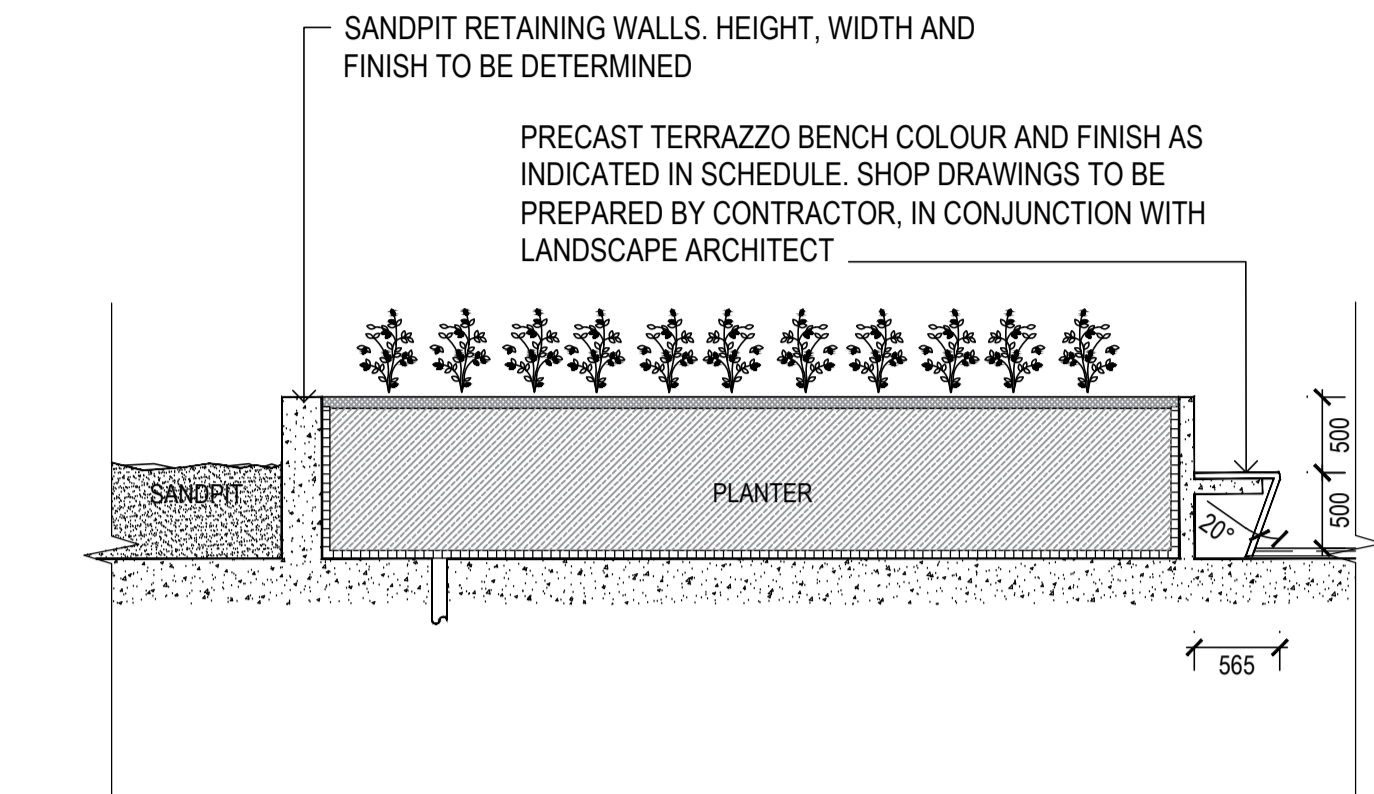 SANDPIT RETAINING WALLS. HEIGHT, WIDTH AND
FINISH TO BE DETERMINED
PRECAST TERRAZZO BENCH COLOUR AND FINISH AS
INDICATED IN SCHEDULE. SHOP DRAWINGS TO BE
PREPARED BY CONTRACTOR, IN CONJUNCTION WITH
LANDSCAPE ARCHITECT
500
SANDPIT
PLANTER
500
20°
565